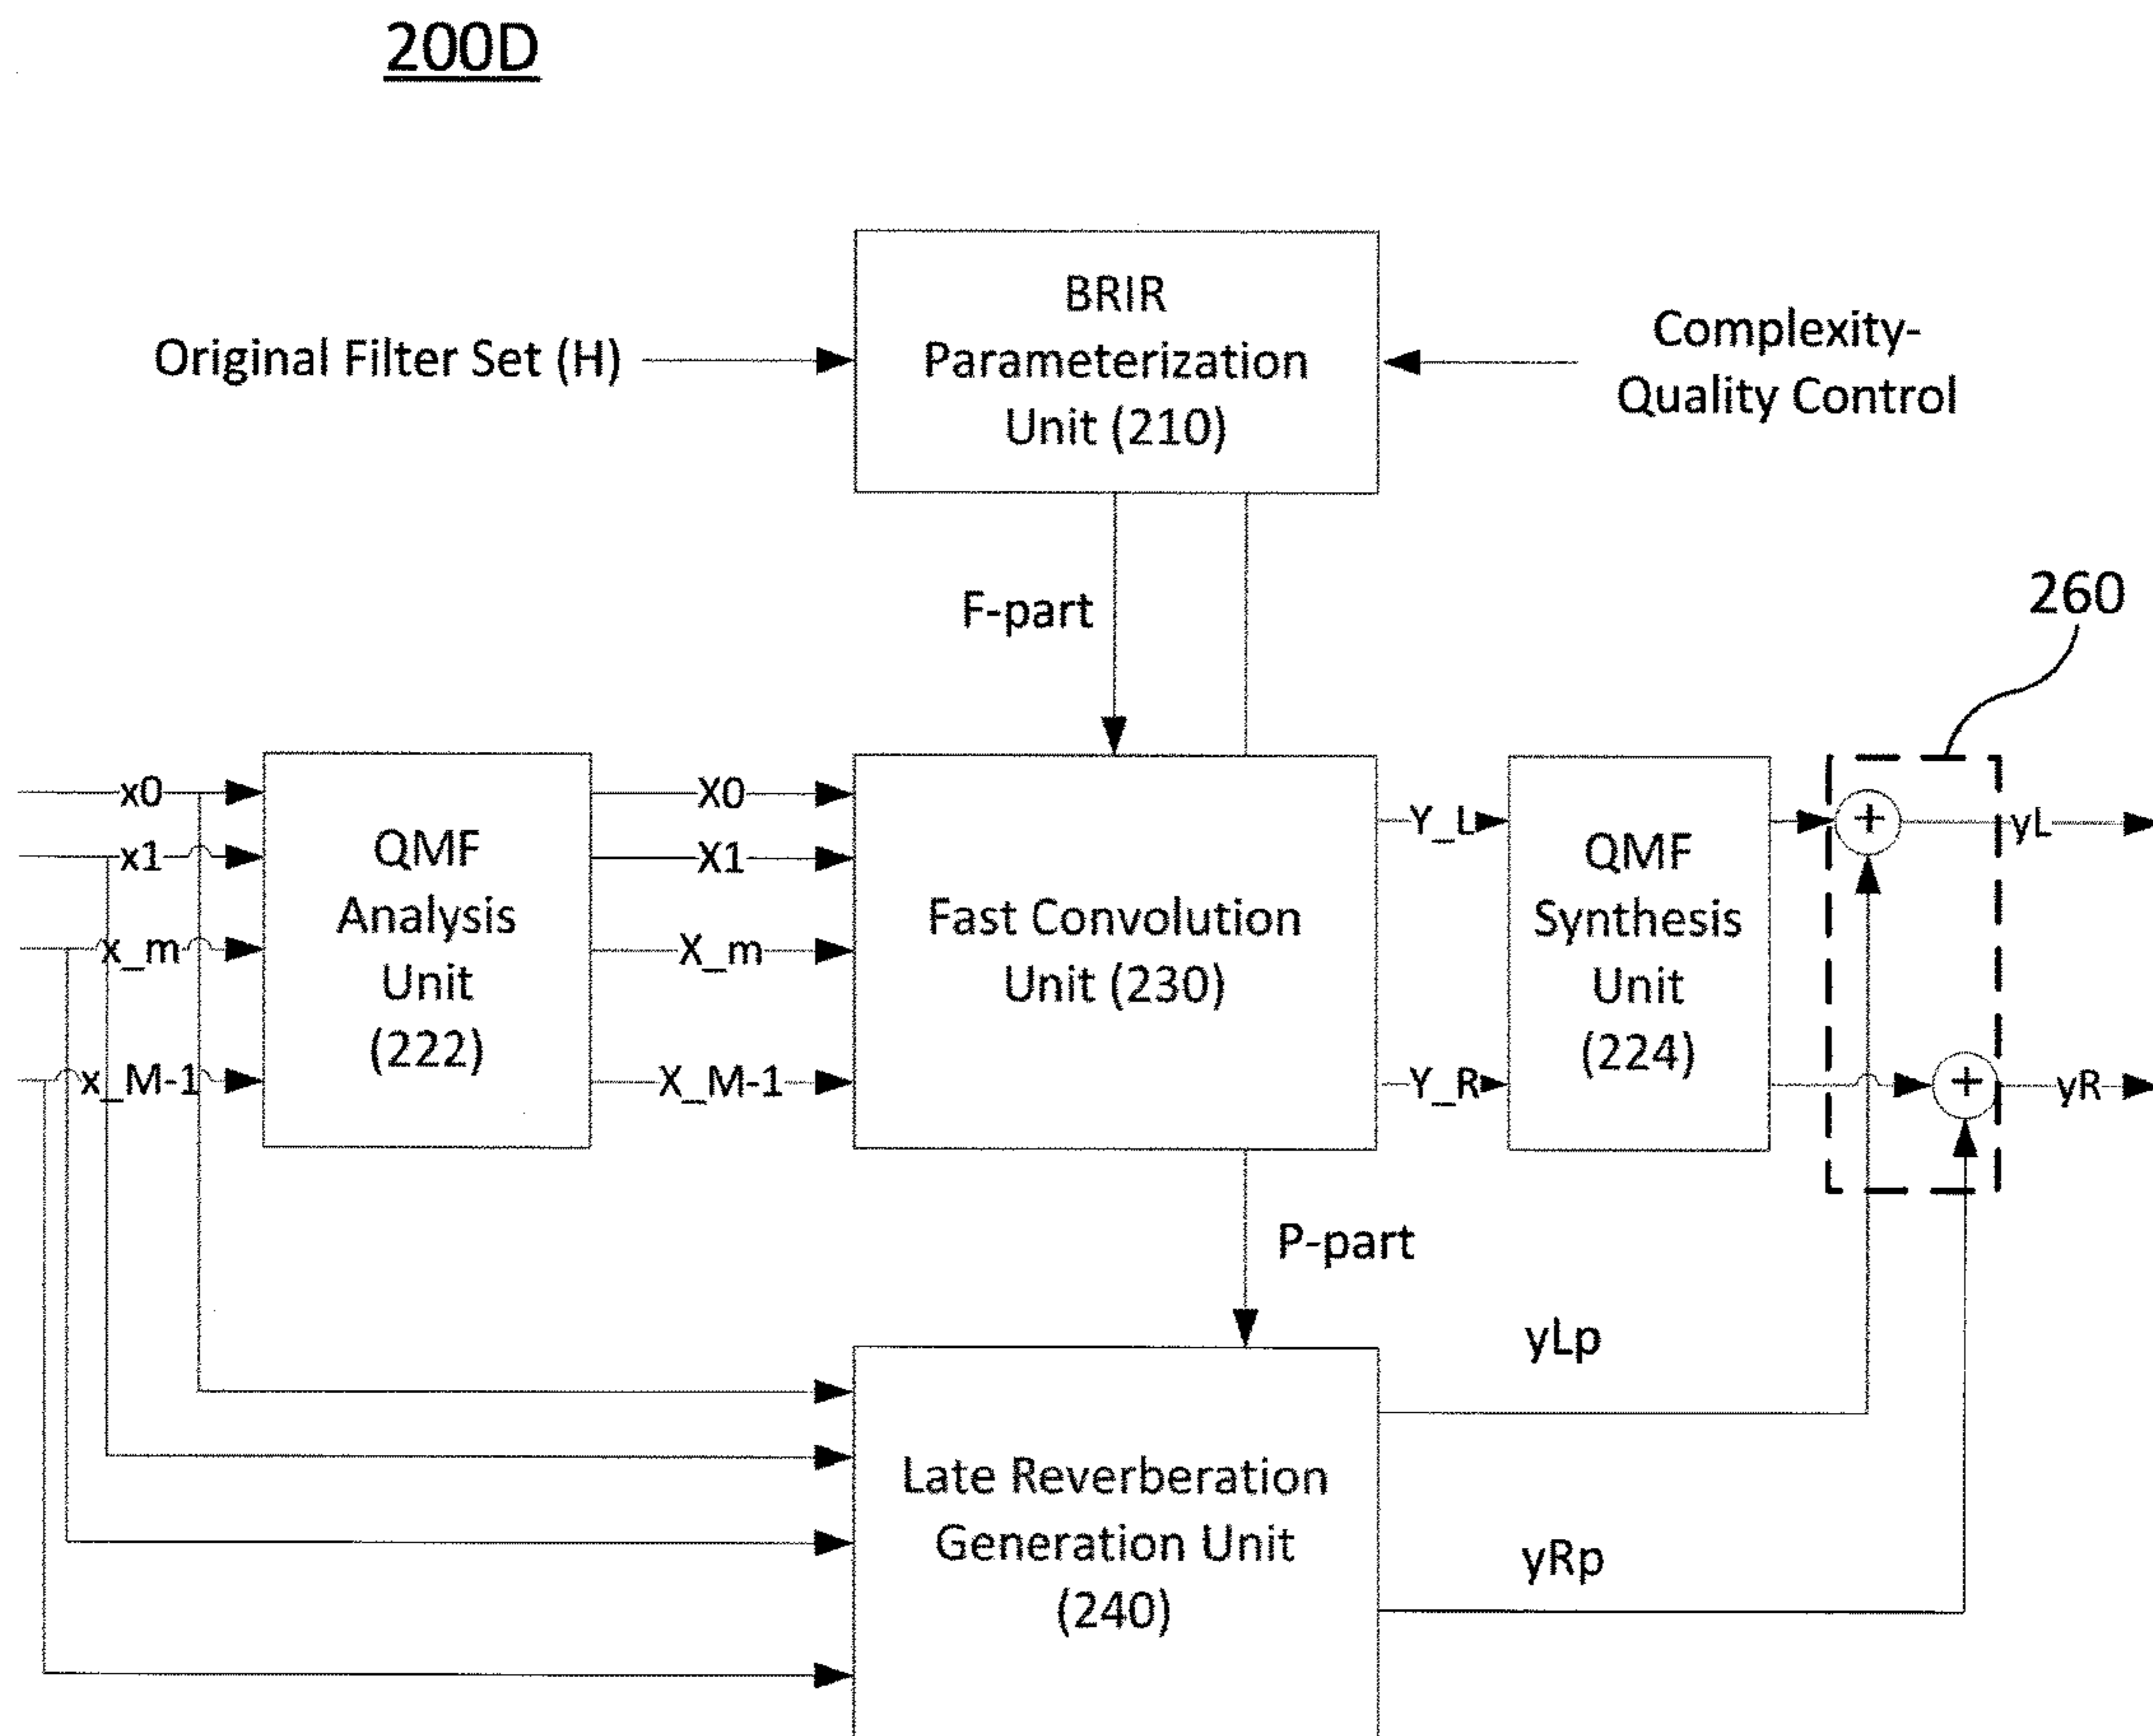 200D
BRIR
Parameterization
Unit (210)
Original Filter Set (H)
Complexity-
Quality Control
F-part
260
x0
x1
x_m
x_M-1
QMF
Analysis
Unit
(222)
X0
X1
X_m
X_M-1
Fast Convolution
Unit (230)
Y_L
Y_R
QMF
Synthesis
Unit
(224)
+
+
yL
yR
P-part
yLp
yRp
Late Reverberation
Generation Unit
(240)